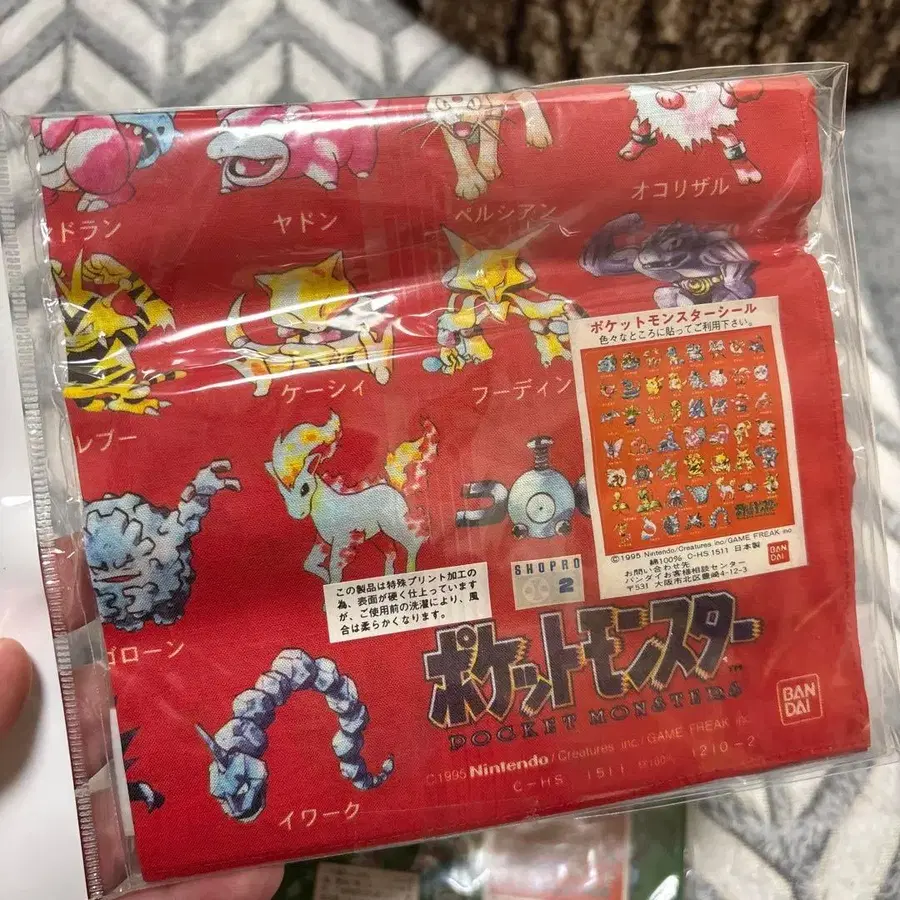 ドラン
ヤドン
ペルシアン
オコリザル
レブー
ケーシィ
フーディン
ポケットモンスターシール
色々なところに貼ってご利用下さい。
©1995 Nintendo/Creatures inc/GAME FREAK inc
綿100% C-HS 1511 日本製
BAN
DAI
お問い合わせ先
バンダイお客様相談センター
〒531 大阪市北区豊崎4-12-3
SHOPRO
2
この製品は特殊プリント加工の
為、表面が硬く仕上っています
が、ご使用前の洗濯により、風
合は柔らかくなります。
ゴローン
ポケットモンスター
TM
POCKET MONSTERS
BAN
DAI
©1995 Nintendo/Creatures inc/GAME FREAK inc
C-HS 1511 綿100% 1210-2
イワーク